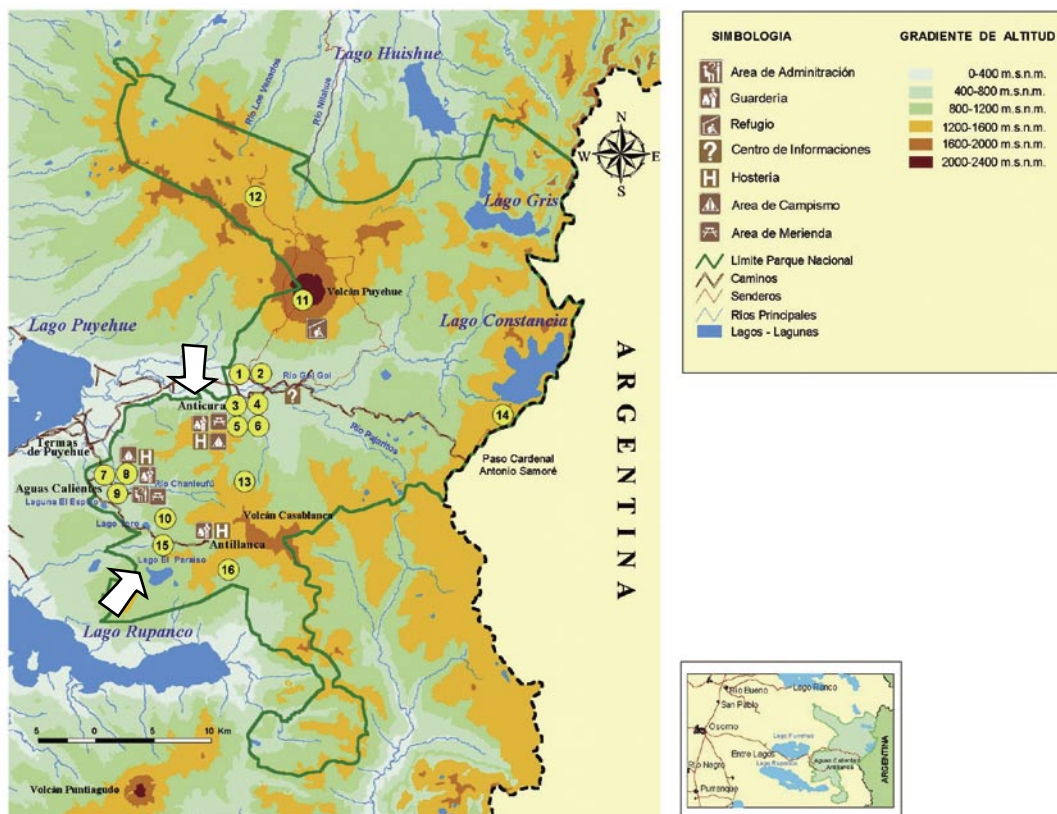 Lago Huishue
Río Los Venados
Río Nilahue
N
W E
S
Lago Gris
12
11
Volcán Puyehue
Lago Puyehue
Lago Constancia
ARGENTINA
1 2
Río Gol Gol
Anticura
3 4
5 6
14
Río Pajaritos
Termas
de Puyehue
Paso Cardenal
Antonio Samoré
H
H
7 8
Aguas Calientes
9
Río Chanleufú
13
Laguna El Espejo
10
Volcán Casablanca
Lago Toro
15
H
Antillanca
Lago El Paraiso
16
Lago Rupanco
5 0 5 10 Km
Volcán Puntiagudo
SIMBOLOGIA
Area de Adminitración
Guardería
Refugio
? Centro de Informaciones
H Hostería
Area de Campismo
Area de Merienda
Límite Parque Nacional
Caminos
Senderos
Ríos Principales
Lagos - Lagunes
GRADIENTE DE ALTITUD
0-400 m.s.n.m.
400-800 m.s.n.m.
800-1200 m.s.n.m.
1200-1600 m.s.n.m.
1600-2000 m.s.n.m.
2000-2400 m.s.n.m.
Río Bueno
Lago Ranco
San Pablo
Osorno
Entre Lagos
Aguas Calientes
Río Negro
Purranque
ARGENTINA